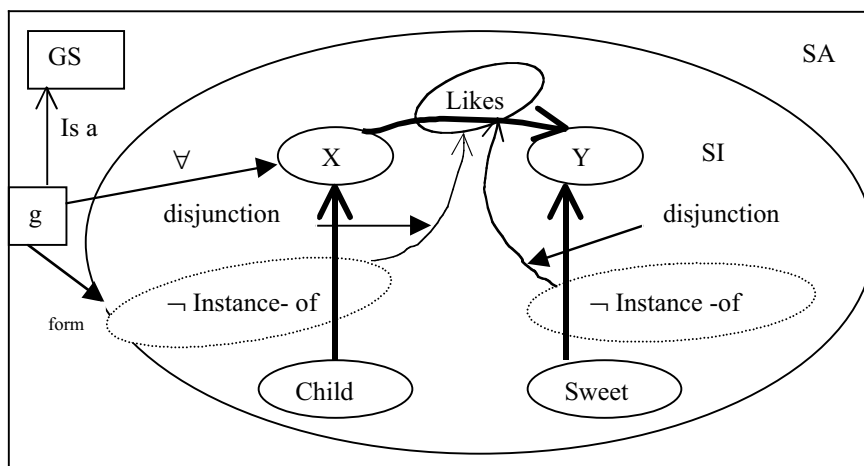 GS
SA
Likes
Is a
∀
X
Y
SI
g
disjunction
disjunction
¬ Instance- of
¬ Instance -of
form
Child
Sweet